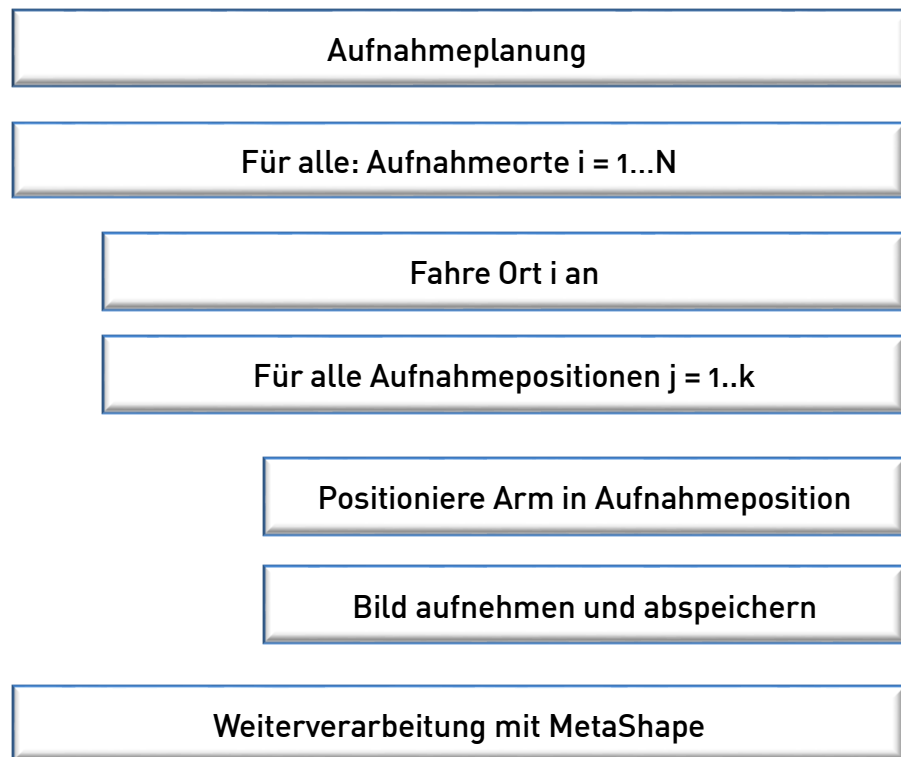 Aufnahmeplanung
Für alle: Aufnahmeorte i = 1...N
Fahre Ort i an
Für alle Aufnahmepositionen j = 1..k
Positioniere Arm in Aufnahmeposition
Bild aufnehmen und abspeichern
Weiterverarbeitung mit MetaShape